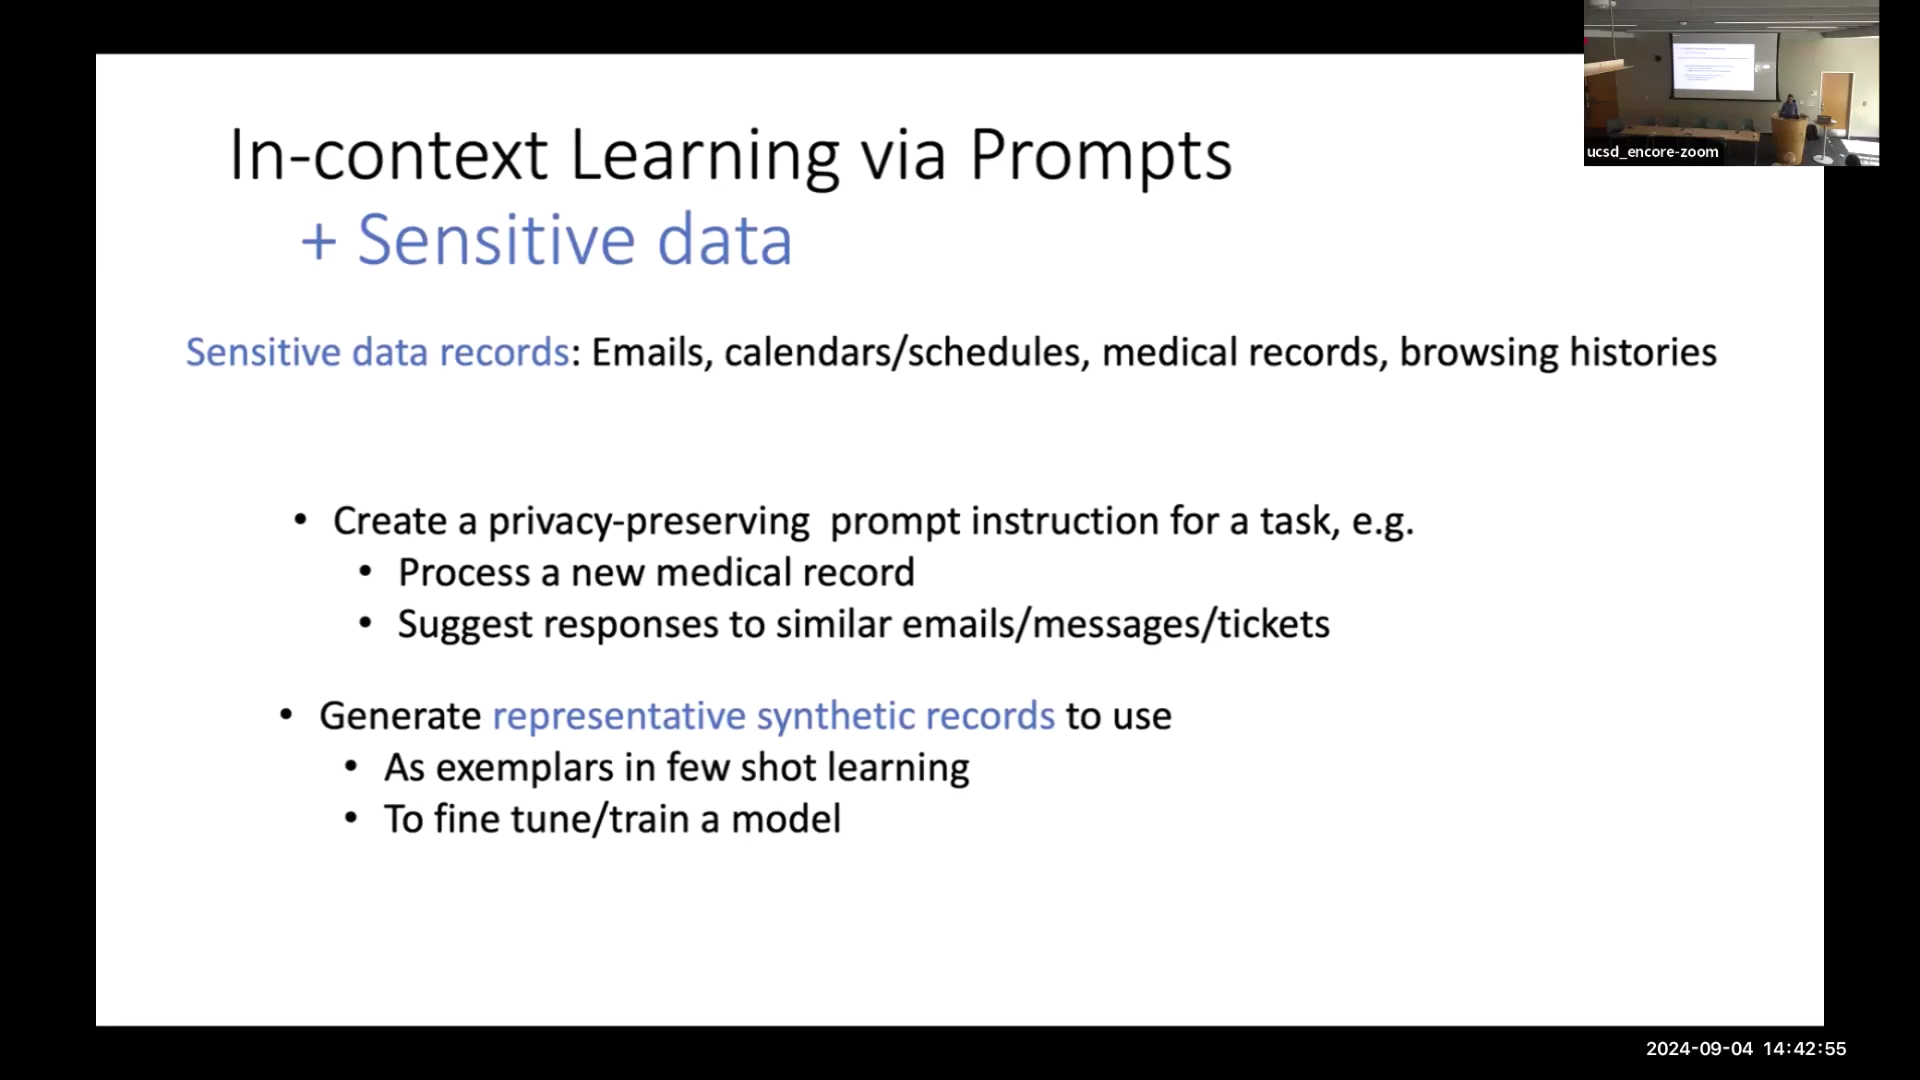 In-context Learning via Prompts
+ Sensitive data
Sensitive data records: Emails, calendars/schedules, medical records, browsing histories
• Create a privacy-preserving prompt instruction for a task, e.g.
• Process a new medical record
• Suggest responses to similar emails/messages/tickets
• Generate representative synthetic records to use
• As exemplars in few shot learning
• To fine tune/train a model
ucsd_encore-zoom
2024-09-04 14:42:55